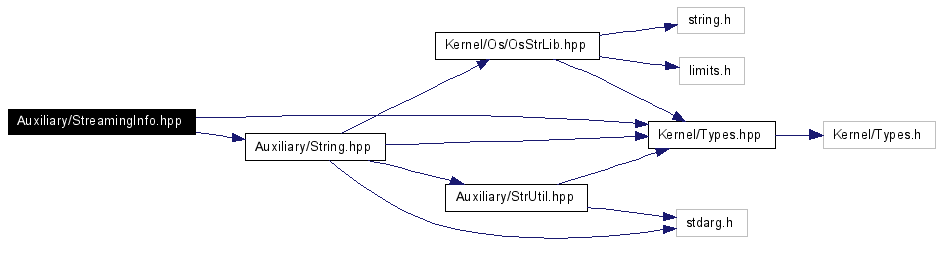 string.h
Kernel/Os/OsStrLib.hpp
limits.h
Auxiliary/StreamingInfo.hpp
Kernel/Types.hpp
Kernel/Types.h
Auxiliary/String.hpp
Auxiliary/StrUtil.hpp
stdarg.h